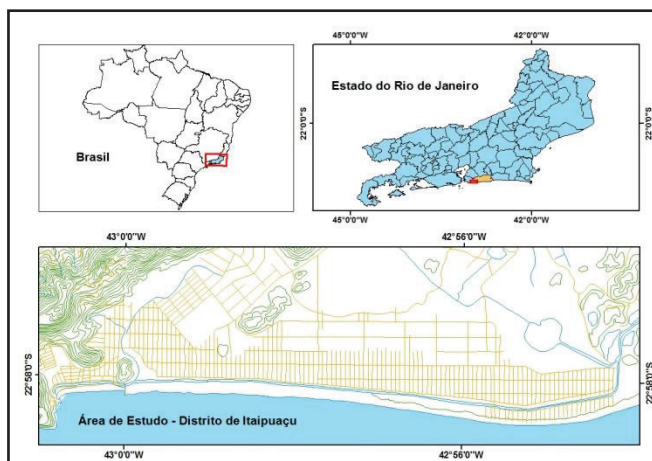 45°0'0"W
42°0'0"W
Brasil
Estado do Rio de Janeiro
22°0'0"S
22°0'0"S
45°0'0"W
42°0'0"W
43°0'0"W
42°56'0"W
22°58'0"S
22°58'0"S
Área de Estudo - Distrito de Itaipuaçu
43°0'0"W
42°56'0"W